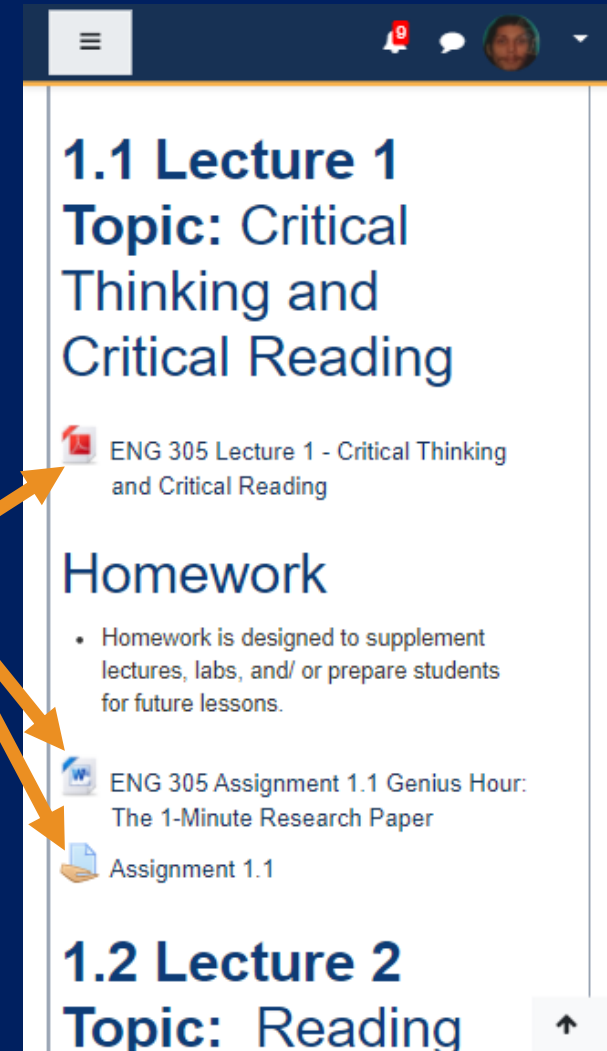 9
1.1 Lecture 1
Topic: Critical
Thinking and
Critical Reading
ENG 305 Lecture 1 - Critical Thinking
and Critical Reading
Homework
• Homework is designed to supplement
lectures, labs, and/ or prepare students
for future lessons.
ENG 305 Assignment 1.1 Genius Hour:
The 1-Minute Research Paper
Assignment 1.1
1.2 Lecture 2
Topic: Reading